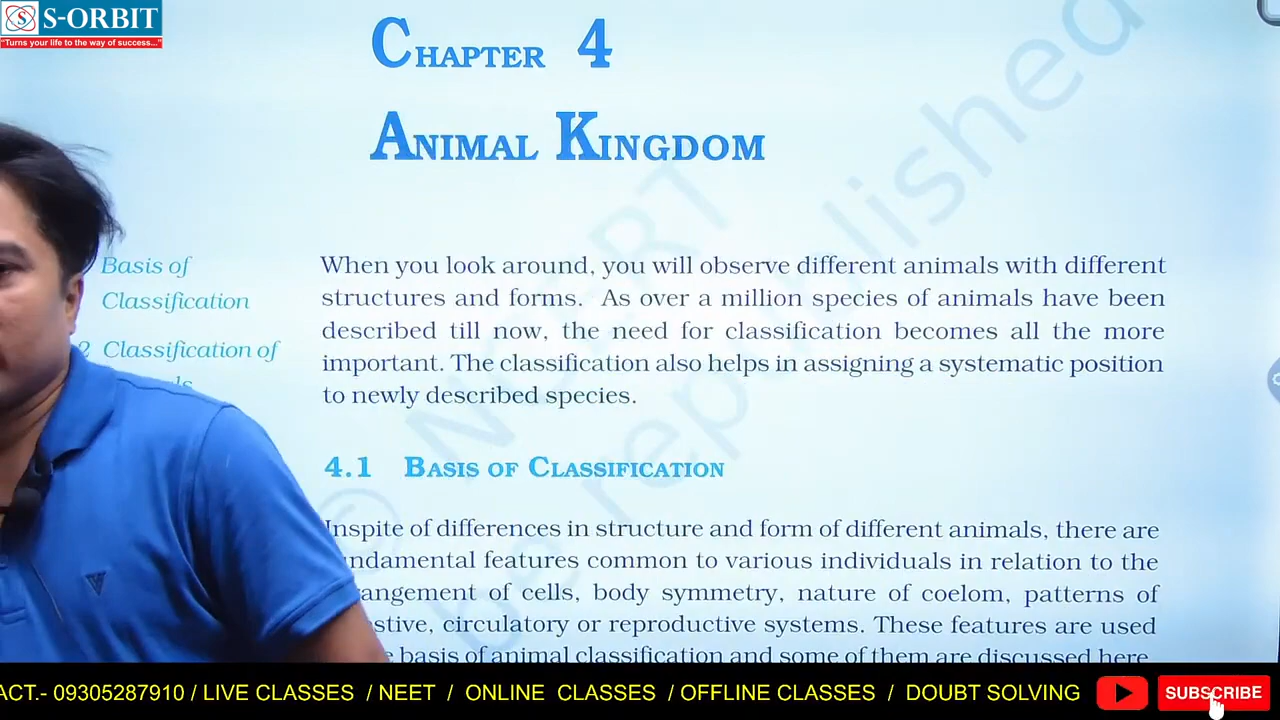 S-ORBIT
"Turns your life to the way of success..."
CHAPTER 4
ANIMAL KINGDOM
Basis of
Classification
2 Classification of
When you look around, you will observe different animals with different
structures and forms. As over a million species of animals have been
described till now, the need for classification becomes all the more
important. The classification also helps in assigning a systematic position
to newly described species.
4.1 BASIS OF CLASSIFICATION
Inspite of differences in structure and form of different animals, there are
features common to various individuals in relation to the
of cells, body symmetry, nature of coelom, patterns of
circulatory or reproductive systems. These features are used
basis of animal classification and some of them are discussed here
© NCERT
be republished
ACT.- 09305287910 / LIVE CLASSES / NEET / ONLINE CLASSES / OFFLINE CLASSES / DOUBT SOLVING
SUBSCRIBE